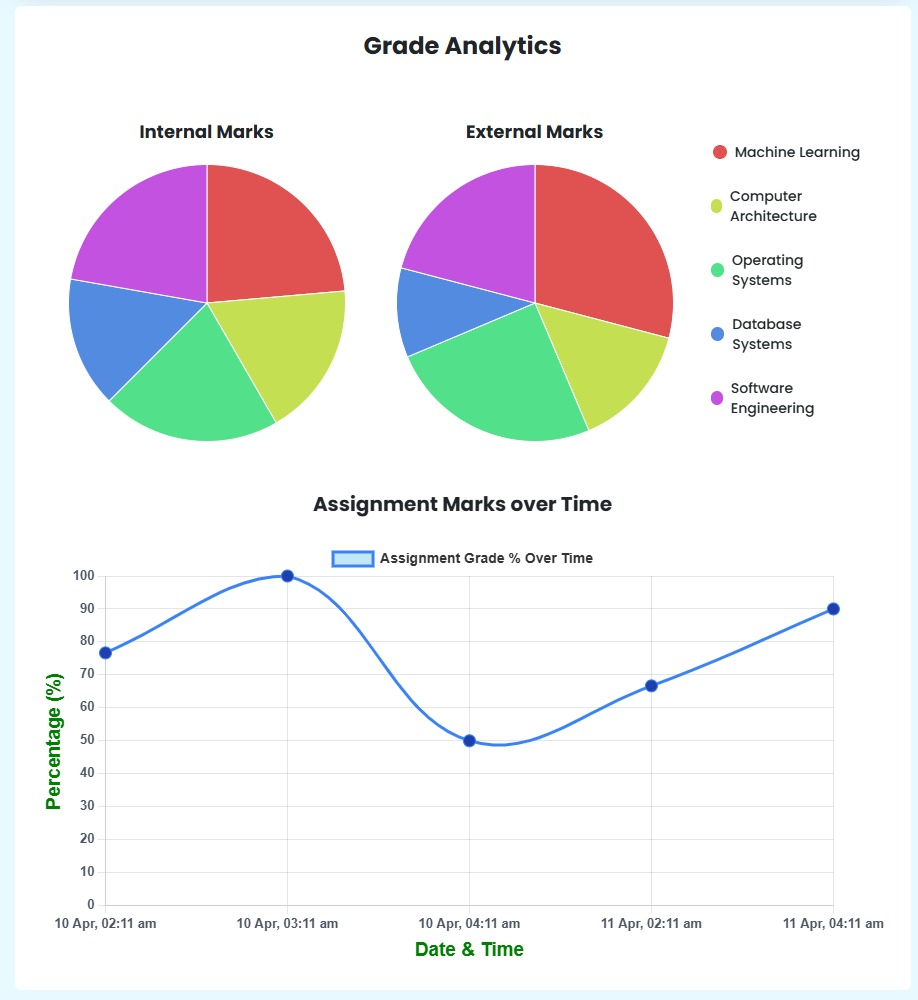 Grade Analytics
Internal Marks
External Marks
Machine Learning
Computer
Architecture
Operating
Systems
Database
Systems
Software
Engineering
Assignment Marks over Time
Assignment Grade % Over Time
Percentage (%)
100
90
80
70
60
50
40
30
20
10
0
10 Apr, 02:11 am
10 Apr, 03:11 am
10 Apr, 04:11 am
11 Apr, 02:11 am
11 Apr, 04:11 am
Date & Time